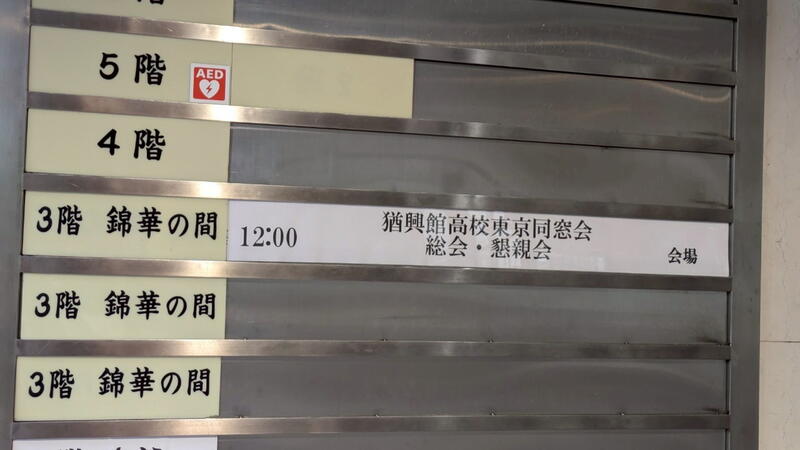 5階
AED
4階
3階 錦華の間
12:00
猶興館高校東京同窓会
総会・懇親会
会場
3階 錦華の間
3階 錦華の間